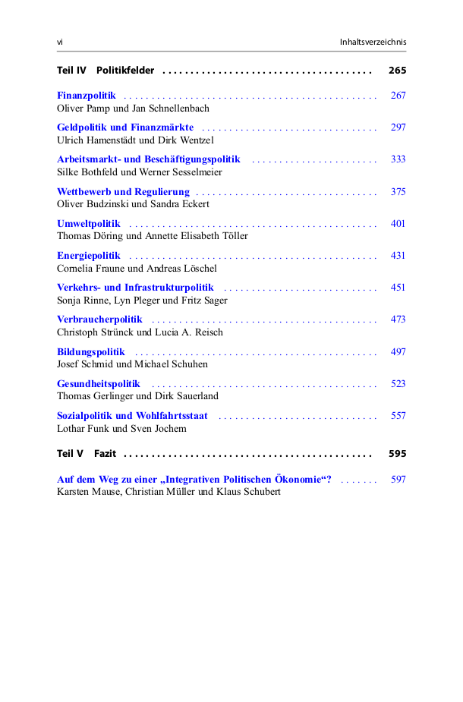 vi Inhaltsverzeichnis
Teil IV Politikfelder ..................................... 265
Finanzpolitik ............................................. 267
Oliver Pamp und Jan Schnellenbach
Geldpolitik und Finanzmärkte .............................. 297
Ulrich Hamenstädt und Dirk Wentzel
Arbeitsmarkt- und Beschäftigungspolitik ..................... 333
Silke Bothfeld und Werner Sesselmeier
Wettbewerb und Regulierung ............................... 375
Oliver Budzinski und Sandra Eckert
Umweltpolitik ............................................ 401
Thomas Döring und Annette Elisabeth Töller
Energiepolitik ............................................ 431
Cornelia Fraune und Andreas Löschel
Verkehrs- und Infrastrukturpolitik .......................... 451
Sonja Rinne, Lyn Pleger und Fritz Sager
Verbraucherpolitik ........................................ 473
Christoph Strünck und Lucia A. Reisch
Bildungspolitik ........................................... 497
Josef Schmid und Michael Schuhen
Gesundheitspolitik ........................................ 523
Thomas Gerlinger und Dirk Sauerland
Sozialpolitik und Wohlfahrtsstaat ........................... 557
Lothar Funk und Sven Jochem
Teil V Fazit ............................................ 595
Auf dem Weg zu einer „Integrativen Politischen Ökonomie“? ....... 597
Karsten Mause, Christian Müller und Klaus Schubert